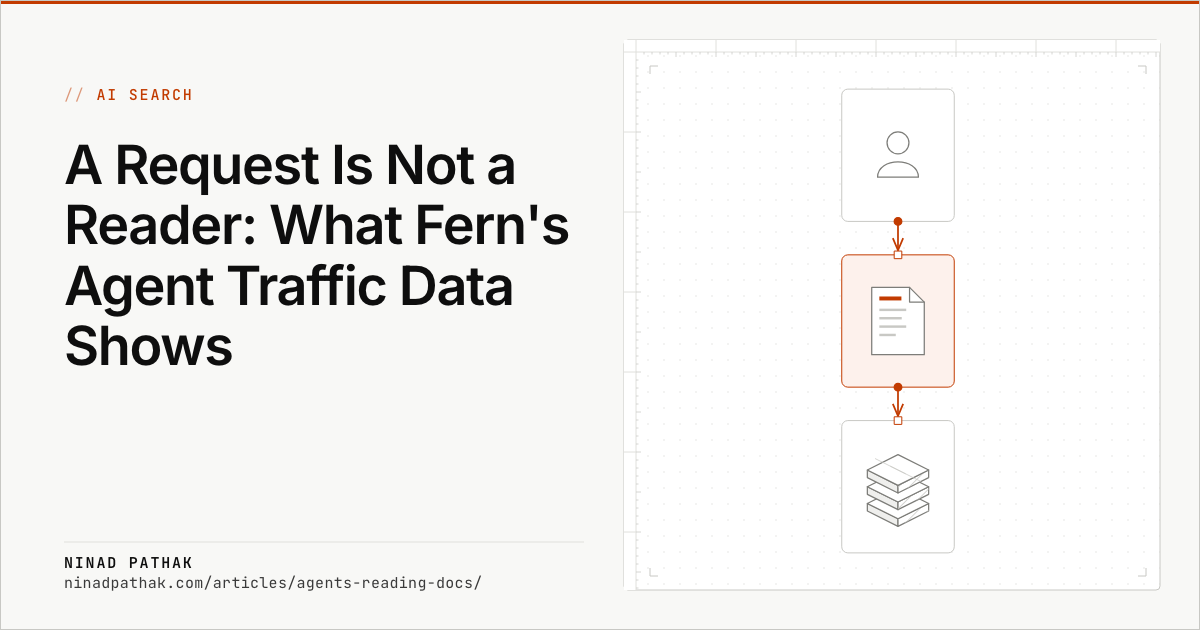 // AI SEARCH
A Request Is Not a
Reader: What Fern's
Agent Traffic Data
Shows
NINAD PATHAK
ninadpathak.com/articles/agents-reading-docs/